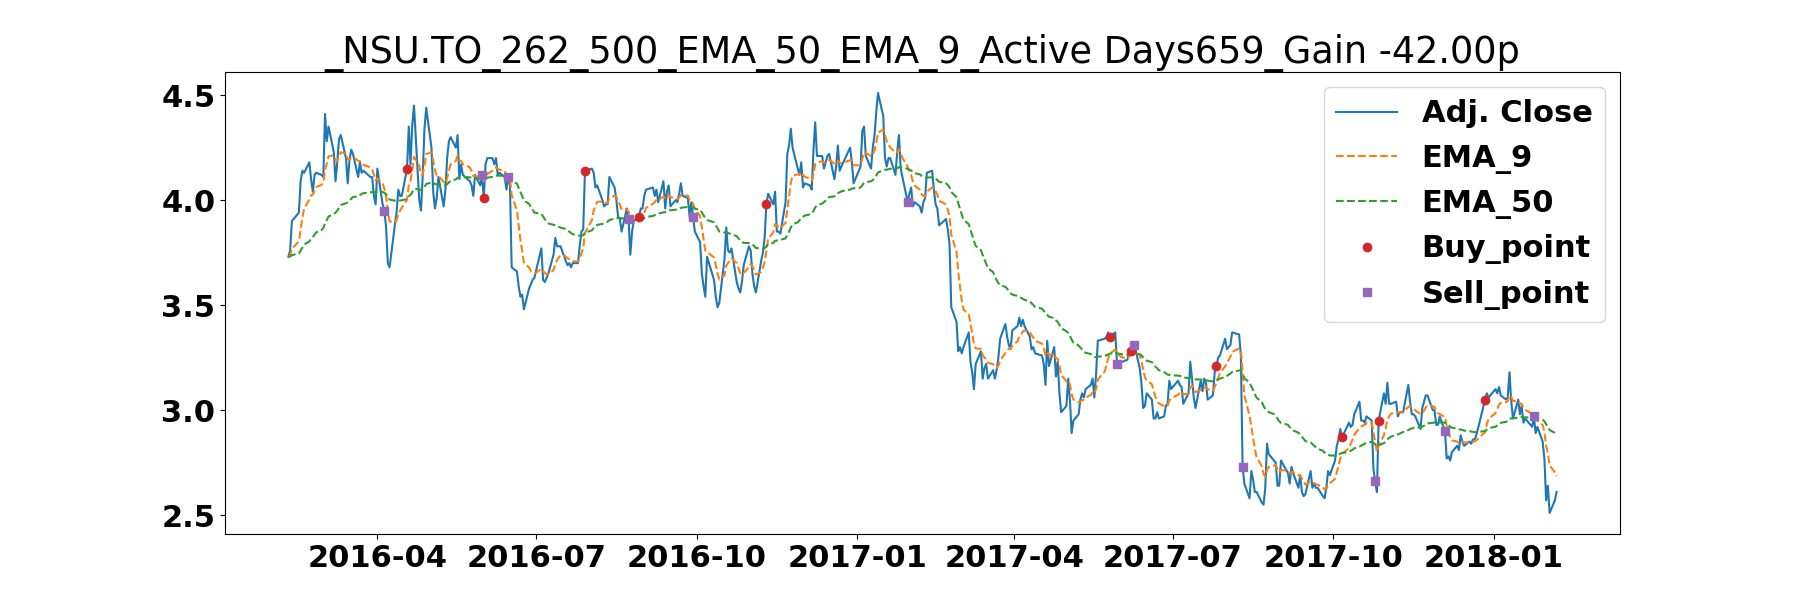 _NSU.TO_262_500_EMA_50_EMA_9_Active Days659_Gain -42.00p
4.5
4.0
3.5
3.0
2.5
Adj. Close
EMA_9
EMA_50
Buy_point
Sell_point
2016-04 2016-07 2016-10 2017-01 2017-04 2017-07 2017-10 2018-01